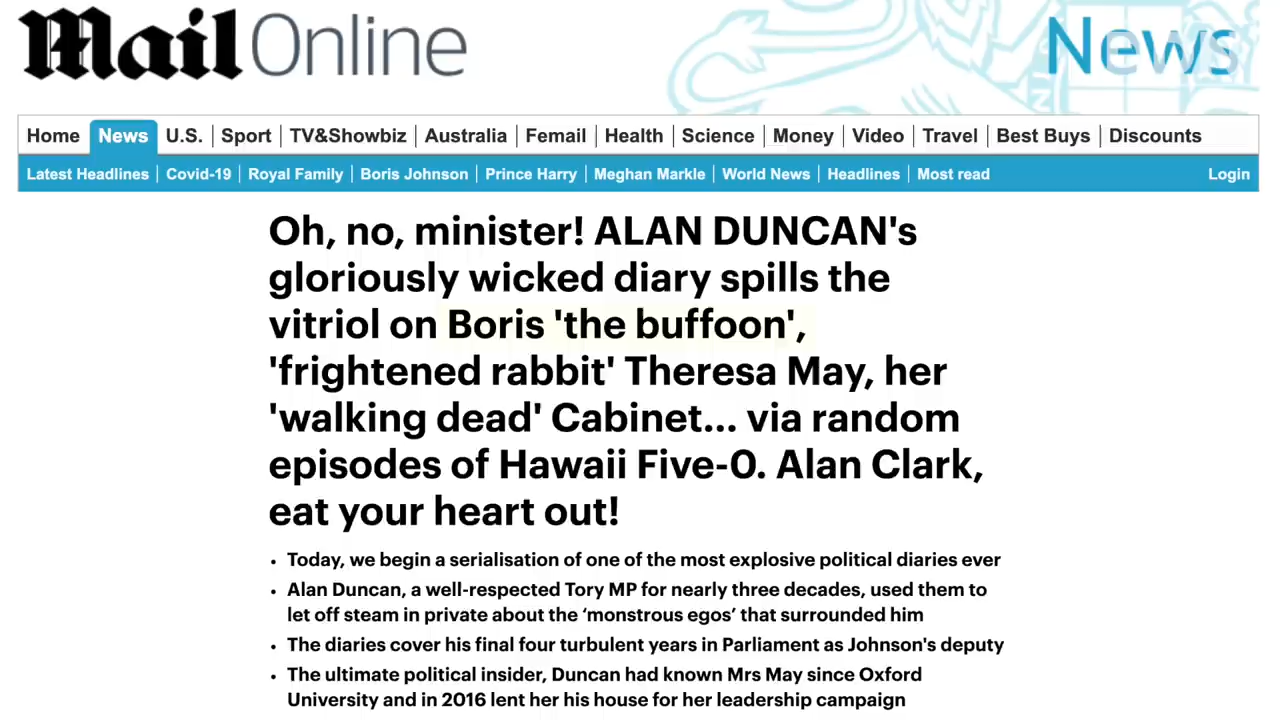 Mail Online
News
Home News U.S. Sport TV&Showbiz Australia Femail Health Science Money Video Travel Best Buys Discounts
Latest Headlines Covid-19 Royal Family Boris Johnson Prince Harry Meghan Markle World News Headlines Most read Login
Oh, no, minister! ALAN DUNCAN's
gloriously wicked diary spills the
vitriol on Boris 'the buffoon',
'frightened rabbit' Theresa May, her
'walking dead' Cabinet... via random
episodes of Hawaii Five-0. Alan Clark,
eat your heart out!
• Today, we begin a serialisation of one of the most explosive political diaries ever
• Alan Duncan, a well-respected Tory MP for nearly three decades, used them to
let off steam in private about the ‘monstrous egos’ that surrounded him
• The diaries cover his final four turbulent years in Parliament as Johnson's deputy
• The ultimate political insider, Duncan had known Mrs May since Oxford
University and in 2016 lent her his house for her leadership campaign